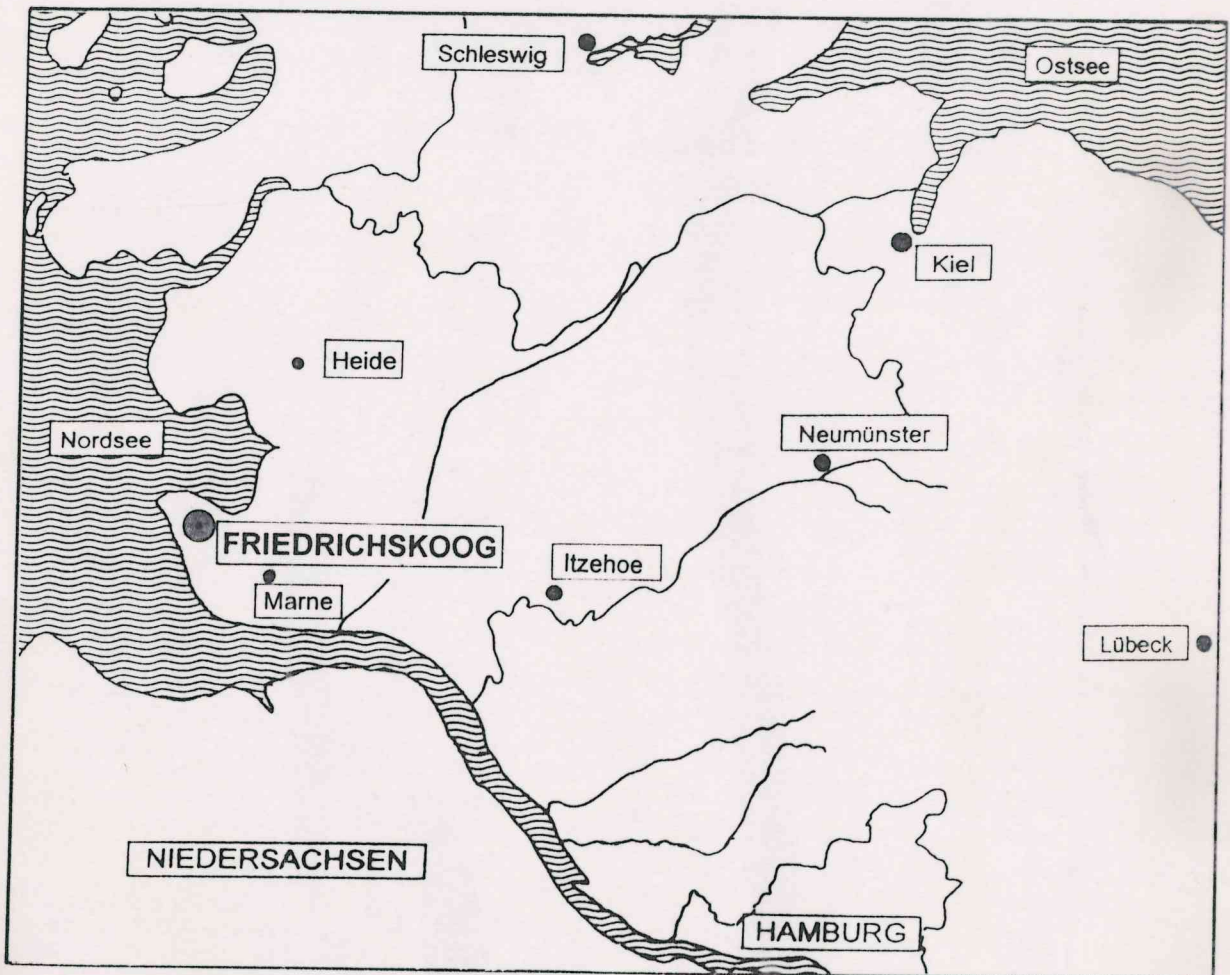 Schleswig
Ostsee
Kiel
Heide
Nordsee
Neumünster
FRIEDRICHSKOOG
Itzehoe
Marne
Lübeck
NIEDERSACHSEN
HAMBURG